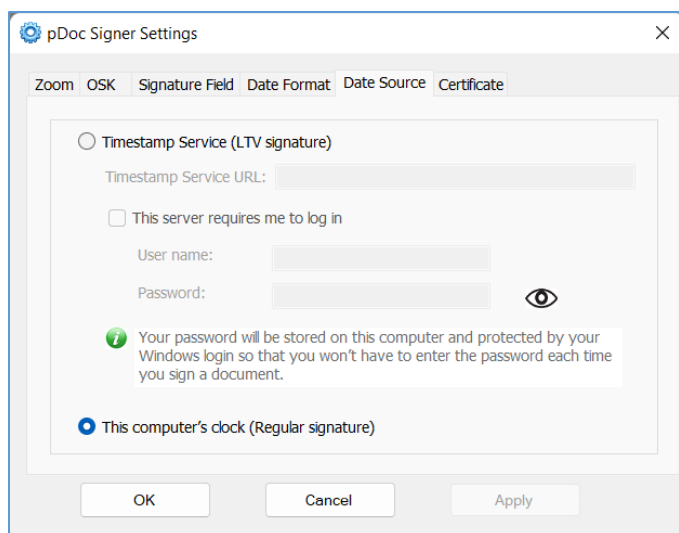 pDoc Signer Settings
Zoom OSK Signature Field Date Format Date Source Certificate
Timestamp Service (LTV signature)
Timestamp Service URL:
This server requires me to log in
User name:
Password:
Your password will be stored on this computer and protected by your
Windows login so that you won't have to enter the password each time
you sign a document.
This computer's clock (Regular signature)
OK Cancel Apply